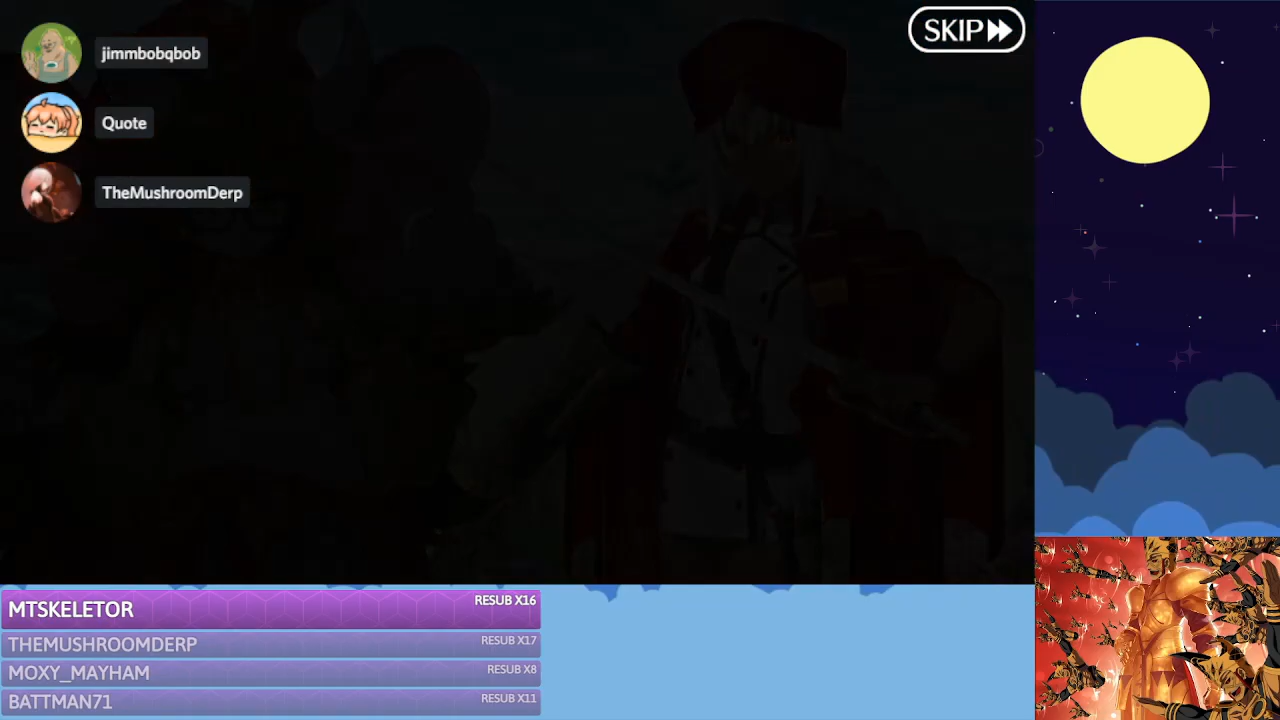 SKIP
jimmbobqbob
Quote
TheMushroomDerp
MTSKELETOR RESUB X16
THEMUSHROOMDERP RESUB X17
MOXY_MAYHAM RESUB X8
BATTMAN71 RESUB X11